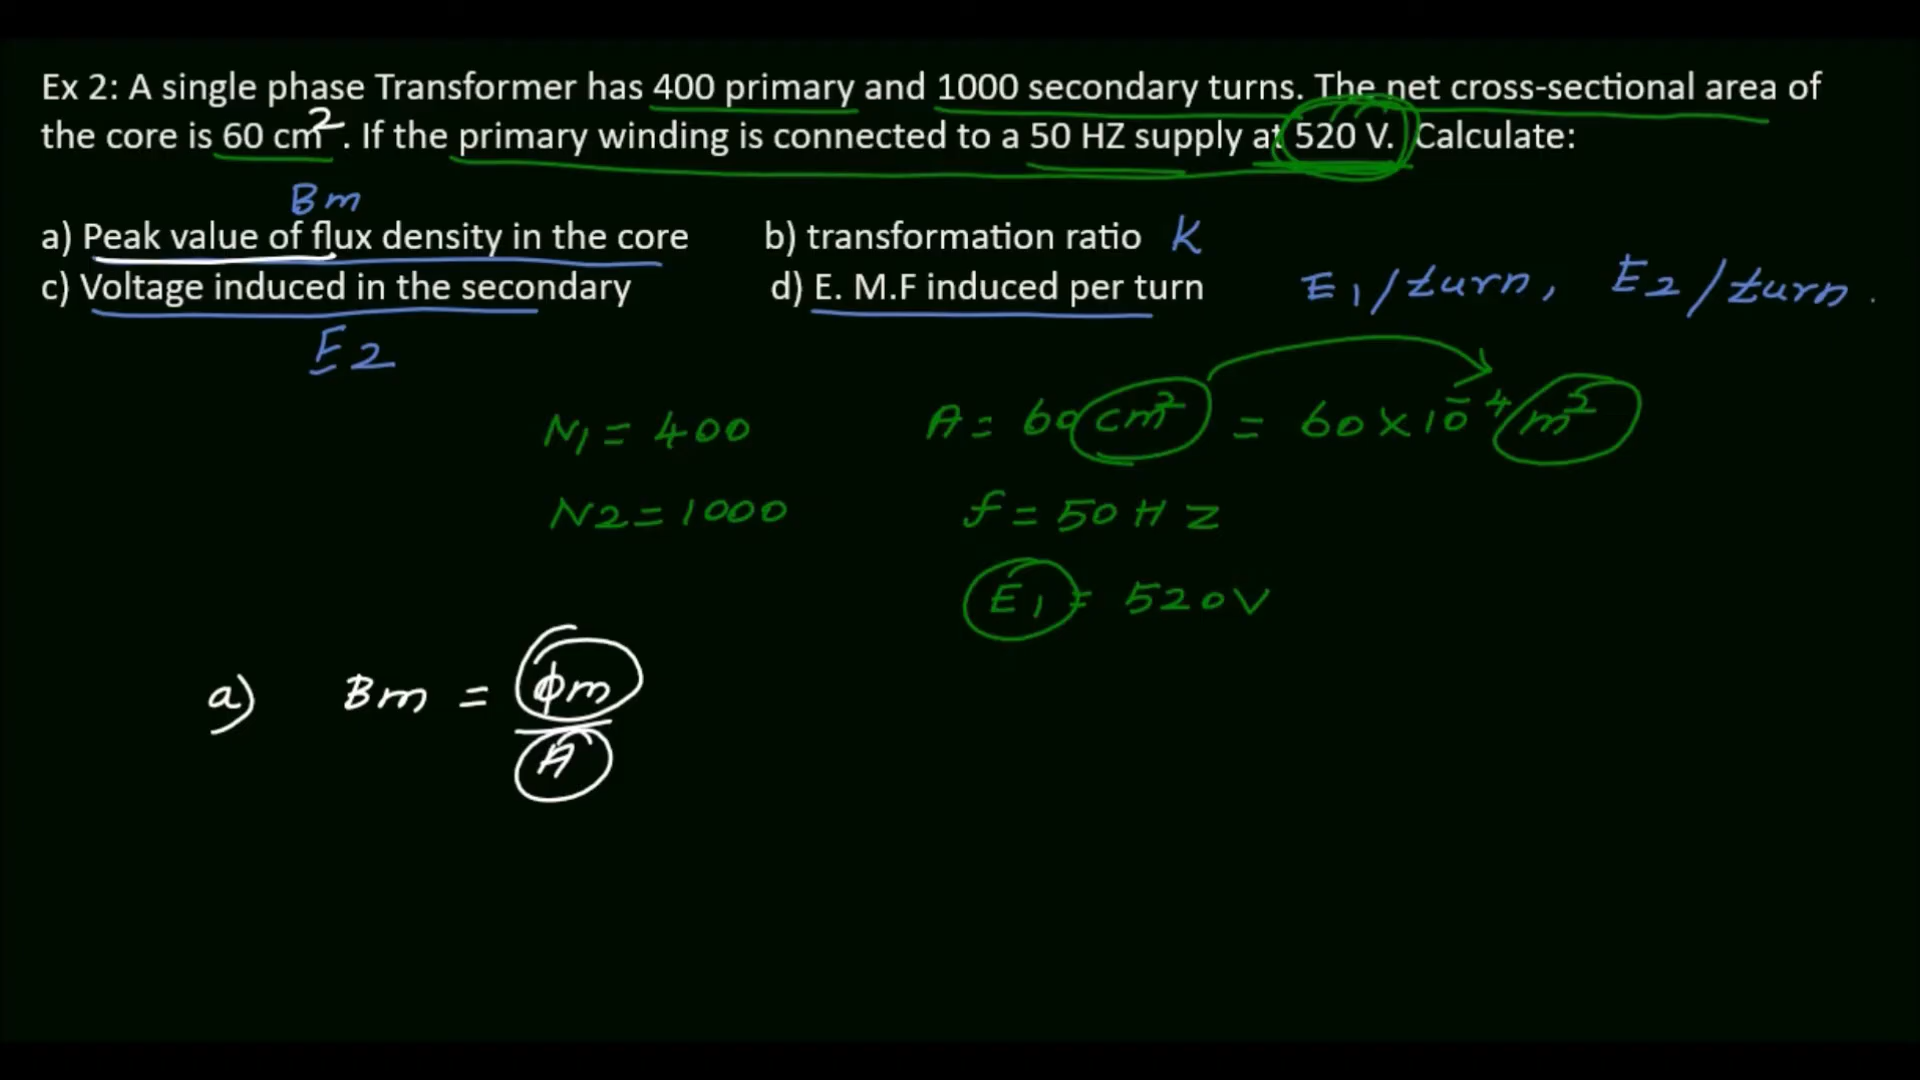 Ex 2: A single phase Transformer has 400 primary and 1000 secondary turns. The net cross-sectional area of
the core is 60 cm². If the primary winding is connected to a 50 HZ supply at 520 V. Calculate:
Bm
a) Peak value of flux density in the core b) transformation ratio K
c) Voltage induced in the secondary d) E. M.F induced per turn E1/turn, E2/turn.
E2
N1 = 400 A = 60 cm² = 60 x 10⁻⁴ m²
N2 = 1000 f = 50 HZ
E1 = 520V
a) Bm = ϕm
A